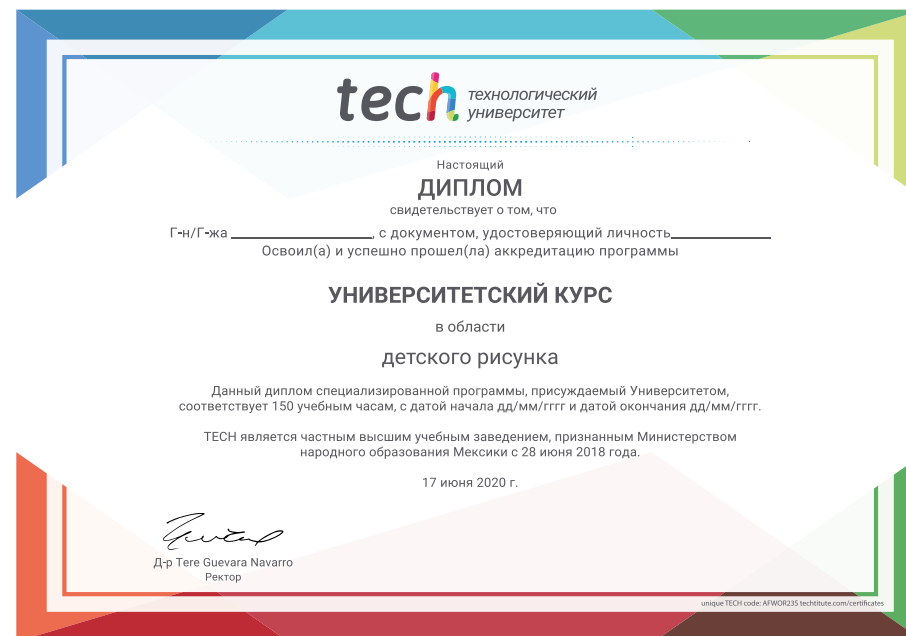 tech технологический
университет
Настоящий
ДИПЛОМ
свидетельствует о том, что
Г-н/Г-жа ____________________, с документом, удостоверяющий личность______________
Освоил(а) и успешно прошел(ла) аккредитацию программы
УНИВЕРСИТЕТСКИЙ КУРС
в области
детского рисунка
Данный диплом специализированной программы, присуждаемый Университетом,
соответствует 150 учебным часам, с датой начала дд/мм/гггг и датой окончания дд/мм/гггг.
TECH является частным высшим учебным заведением, признанным Министерством
народного образования Мексики с 28 июня 2018 года.
17 июня 2020 г.
Д-р Tere Guevara Navarro
Ректор
unique TECH code: AFWOR23S techtitute.com/certificates